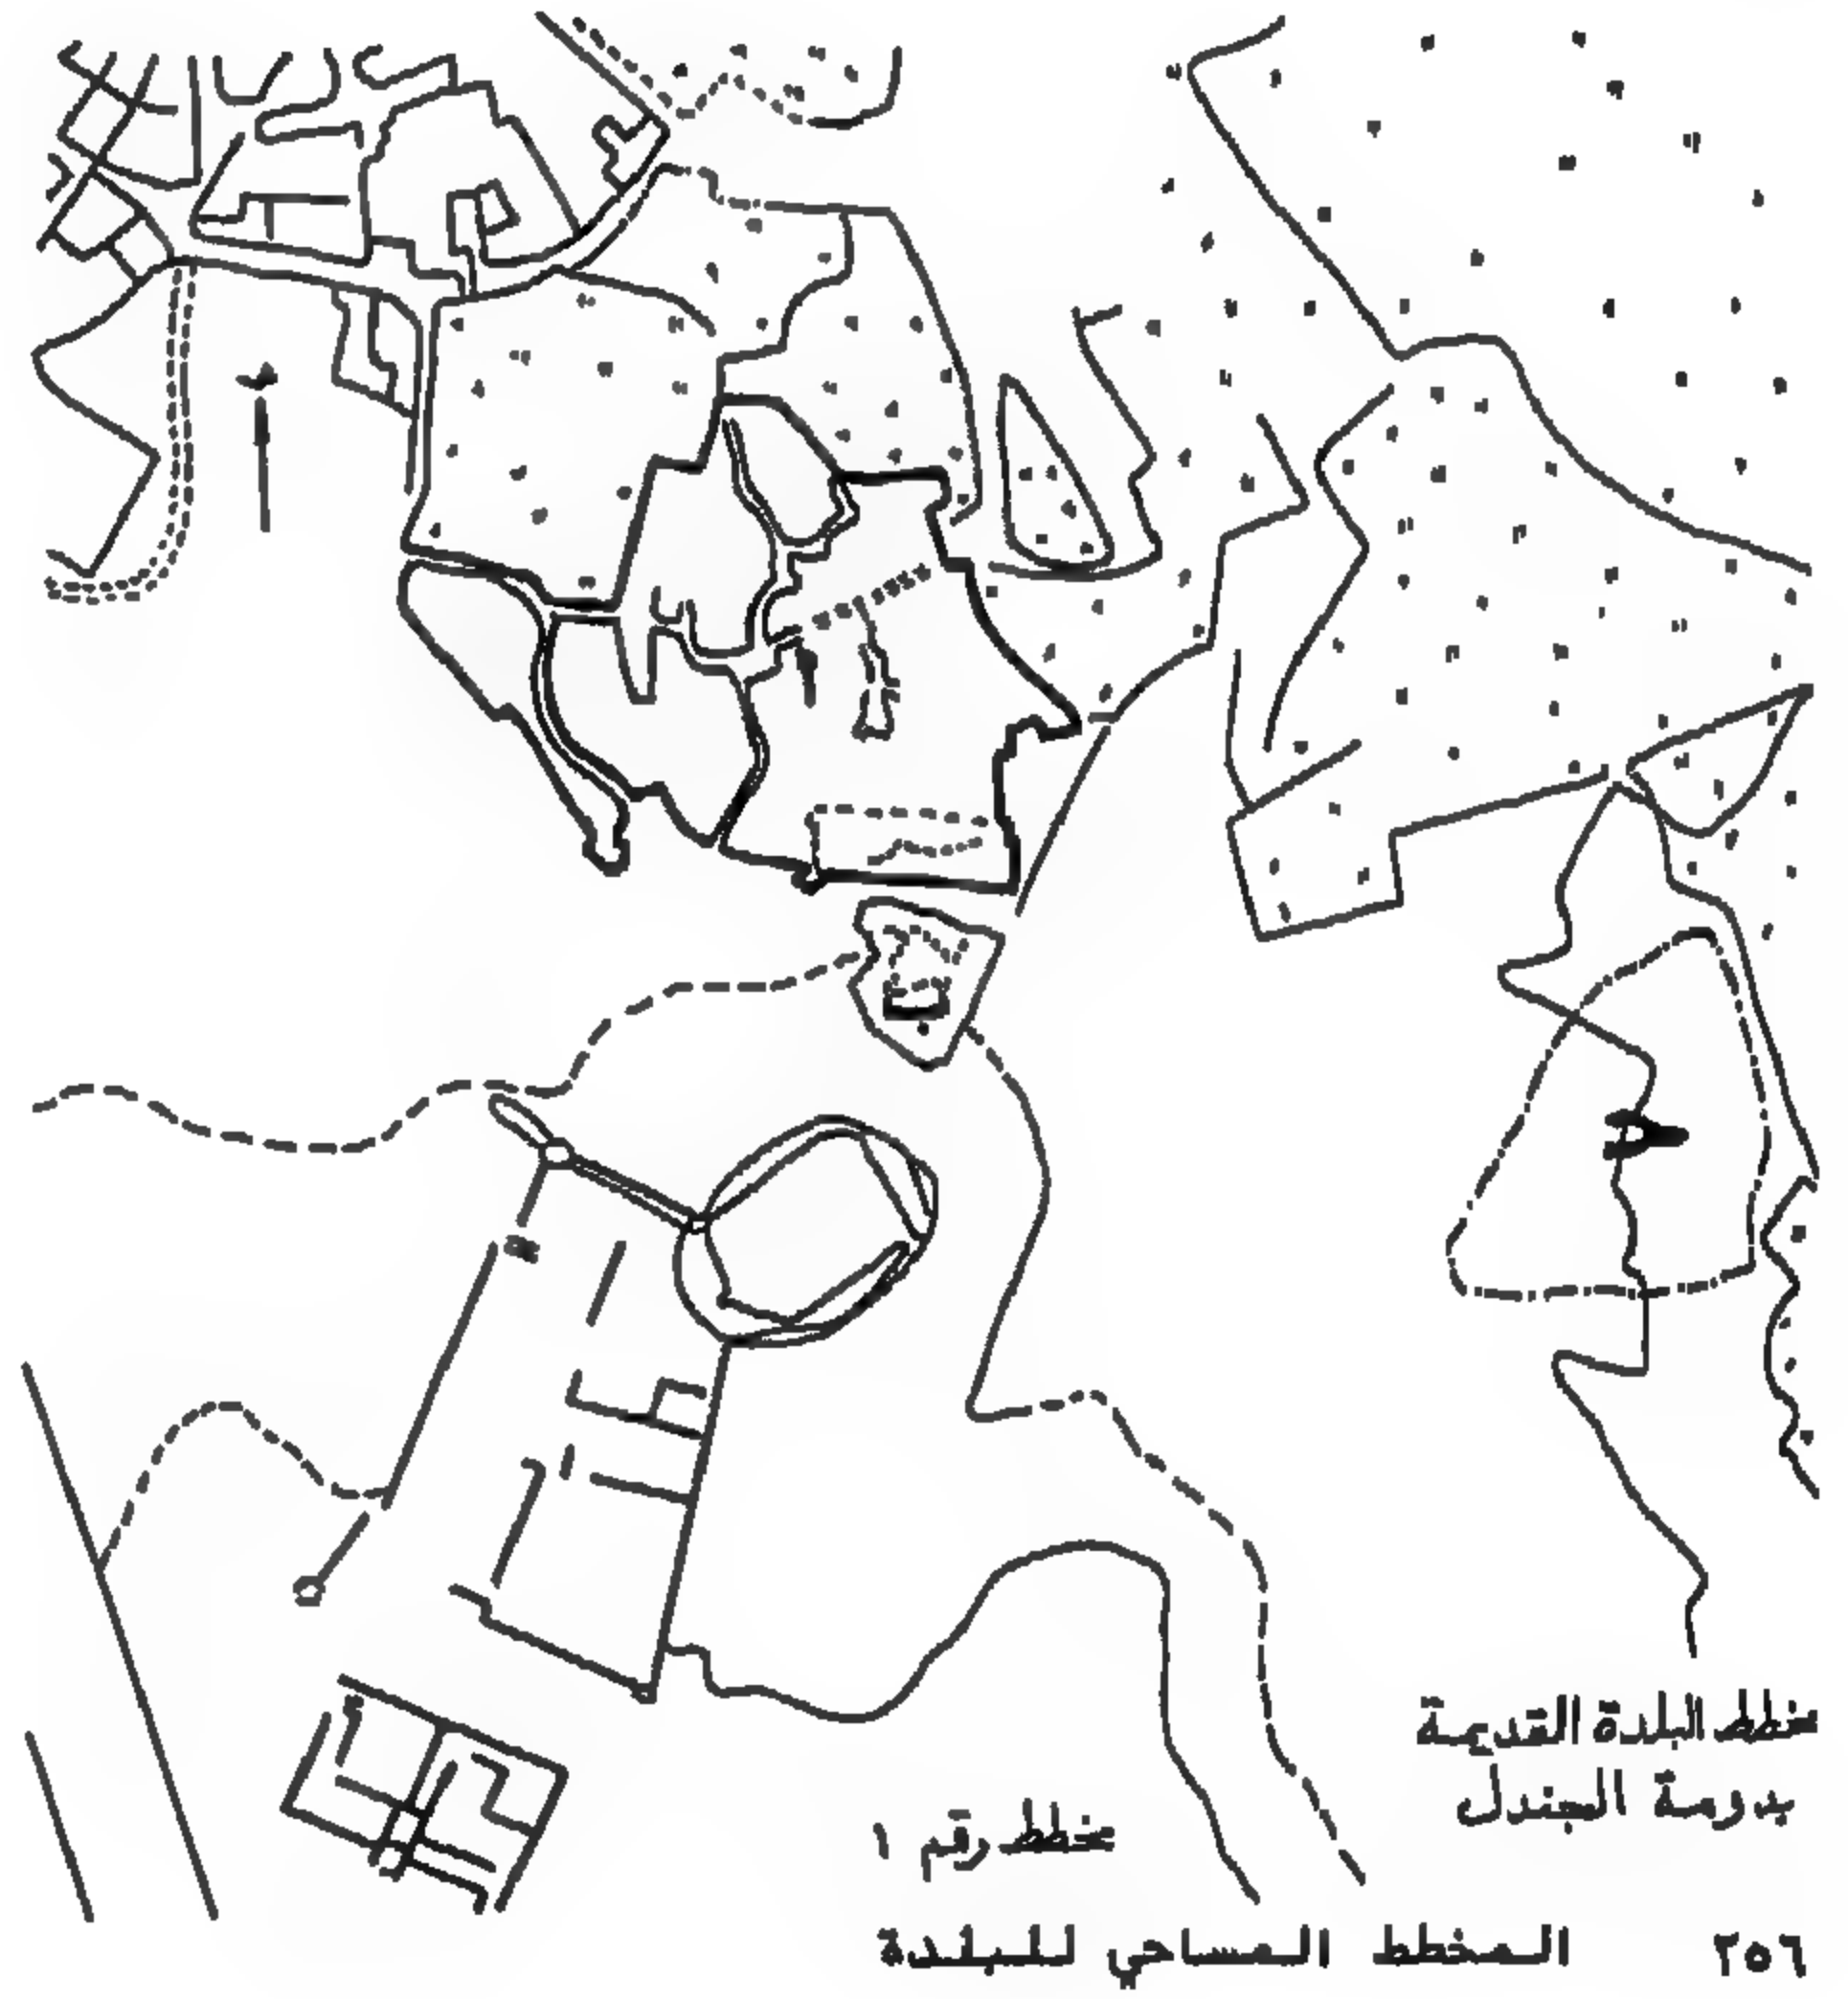 مخطط البلدة القديمة
بدومة الجندل
مخطط رقم ١
٢٥٦ المخطط المساحي للبلدة